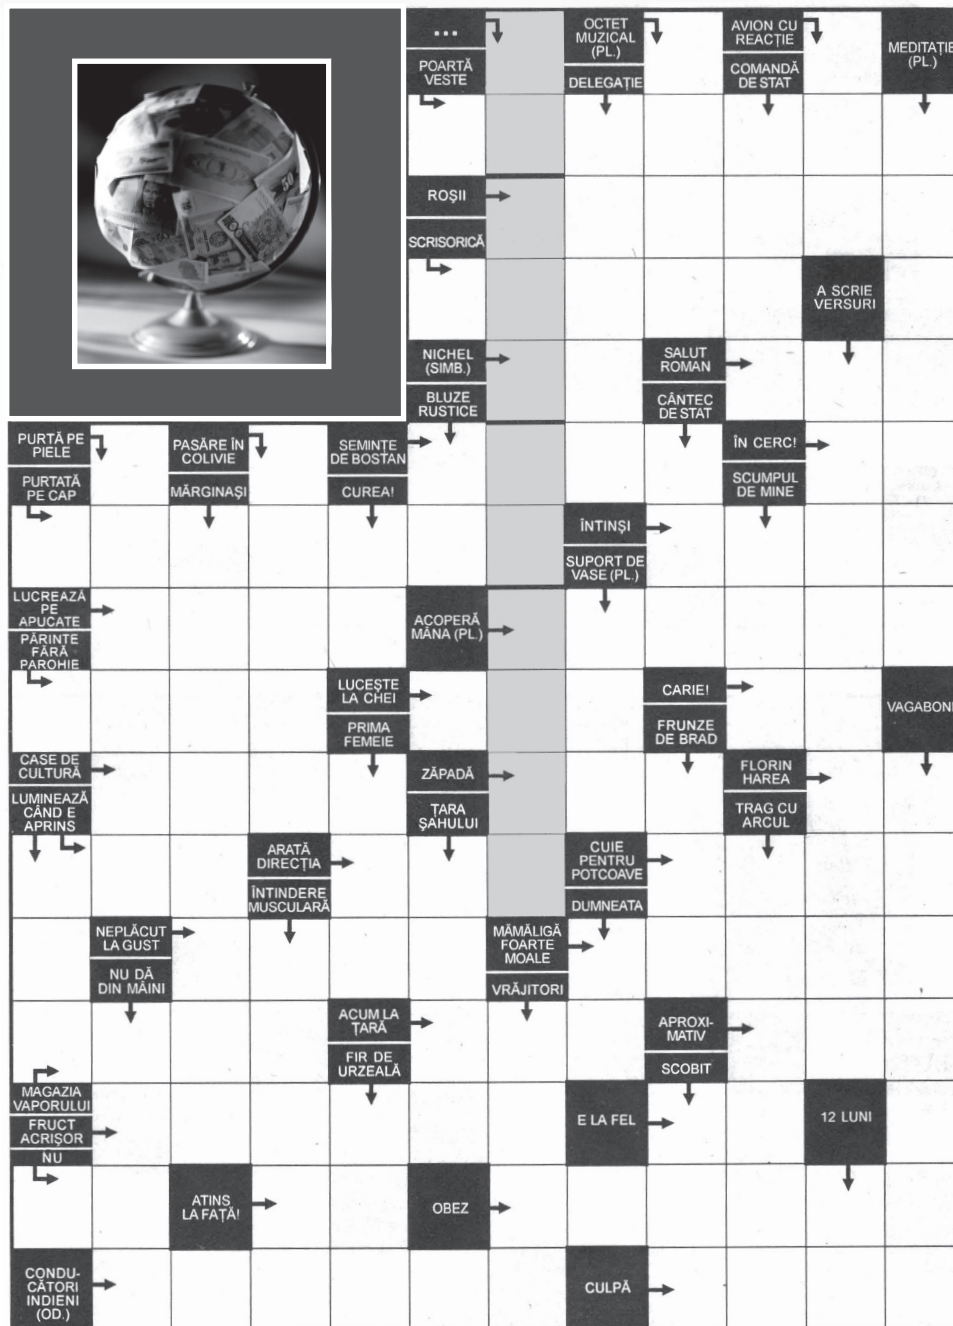 ...
POARTĂ
VESTE
OCTET
MUZICAL
(PL.)
DELEGAȚIE
AVION CU
REACȚIE
COMANDĂ
DE STAT
MEDITAȚIE
(PL.)
ROȘII
SCRISORICĂ
A SCRIE
VERSURI
NICHEL
(SIMB.)
BLUZE
RUSTICE
SALUT
ROMAN
CÂNTEC
DE STAT
PURTĂ PE
PIELE
PURTATĂ
PE CAP
PASĂRE ÎN
COLIVIE
MĂRGINAȘI
SEMINȚE
DE BOSTAN
CUREA!
ÎN CERC!
SCUMPUL
DE MINE
ÎNTINȘI
SUPORT DE
VASE (PL.)
LUCREAZĂ
PE
APUCATE
PĂRINTE
FĂRĂ
PAROHIE
ACOPERĂ
MÂNA (PL.)
LUCEȘTE
LA CHEI
PRIMA
FEMEIE
CARIE!
FRUNZE
DE BRAD
VAGABONI
CASE DE
CULTURĂ
LUMINEAZĂ
CÂND E
APRINS
ZĂPADĂ
ȚARA
ȘAHULUI
FLORIN
HAREA
TRAG CU
ARCUL
ARATĂ
DIRECȚIA
ÎNTINDERE
MUSCULARĂ
CUIE
PENTRU
POTCOAVE
DUMNEATA
NEPLĂCUT
LA GUST
NU DĂ
DIN MÂINI
MĂMĂLIGĂ
FOARTE
MOALE
VRĂJITORI
ACUM LA
ȚARĂ
FIR DE
URZEALĂ
APROXI-
MATIV
SCOBIT
MAGAZIA
VAPORULUI
FRUCT
ACRIȘOR
NU
E LA FEL
12 LUNI
ATINS
LA FAȚĂ!
OBEZ
CONDU-
CĂTORI
INDIENI
(OD.)
CULPĂ